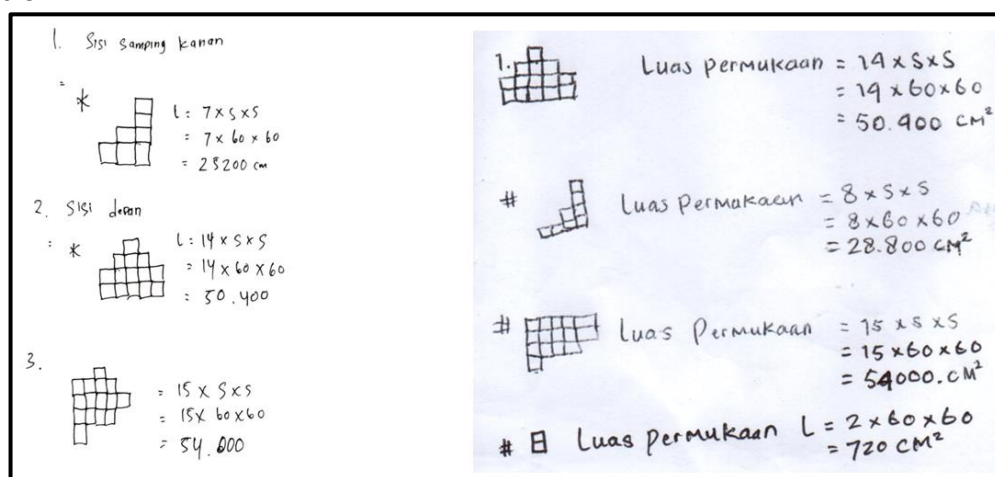 1. Sisi Samping kanan
=
* L : 7 x s x s
= 7 x 60 x 60
= 25200 cm
2. Sisi depan
: * L : 14 x s x s
= 14 x 60 x 60
: 50.400
3.
= 15 x s x s
= 15 x 60 x 60
= 54.000
1. Luas permukaan = 14 x s x s
= 14 x 60 x 60
= 50.400 CM²
# Luas permukaan = 8 x s x s
= 8 x 60 x 60
= 28.800 CM²
# Luas Permukaan = 15 x s x s
= 15 x 60 x 60
= 54000. CM²
# Luas permukaan L = 2 x 60 x 60
= 720 CM²